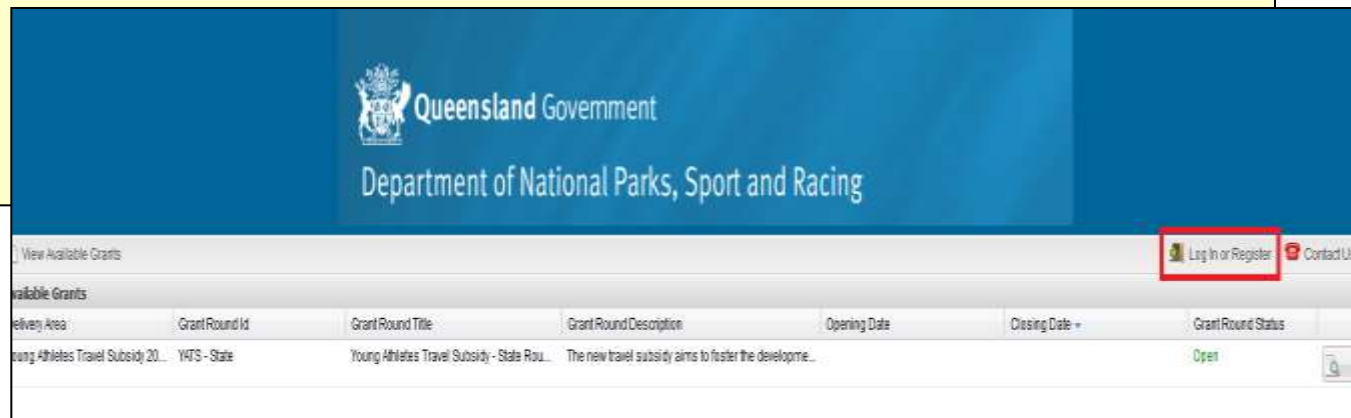 Queensland Government
Department of National Parks, Sport and Racing
View Available Grants Log In or Register Contact Us
vailable Grants
elivery Area Grant Round Id Grant Round Title Grant Round Description Opening Date Closing Date Grant Round Status
oung Athletes Travel Subsidy 20... YATS - State Young Athletes Travel Subsidy - State Rou... The new travel subsidy aims to foster the developme... Open